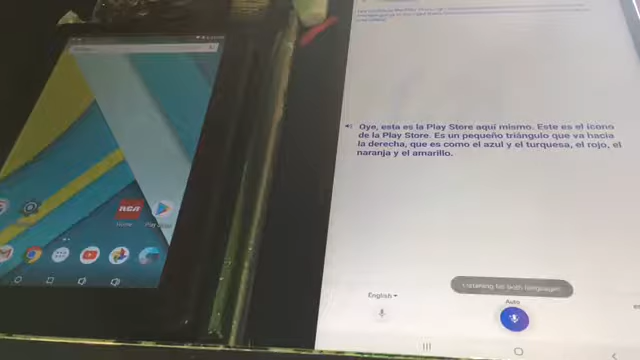 RCA
Oye, esta es la Play Store aquí mismo. Este es el ícono
de la Play Store. Es un pequeño triángulo que va hacia
la derecha, que es como el azul y el turquesa, el rojo, el
naranja y el amarillo.
Listening for both languages
English
Auto